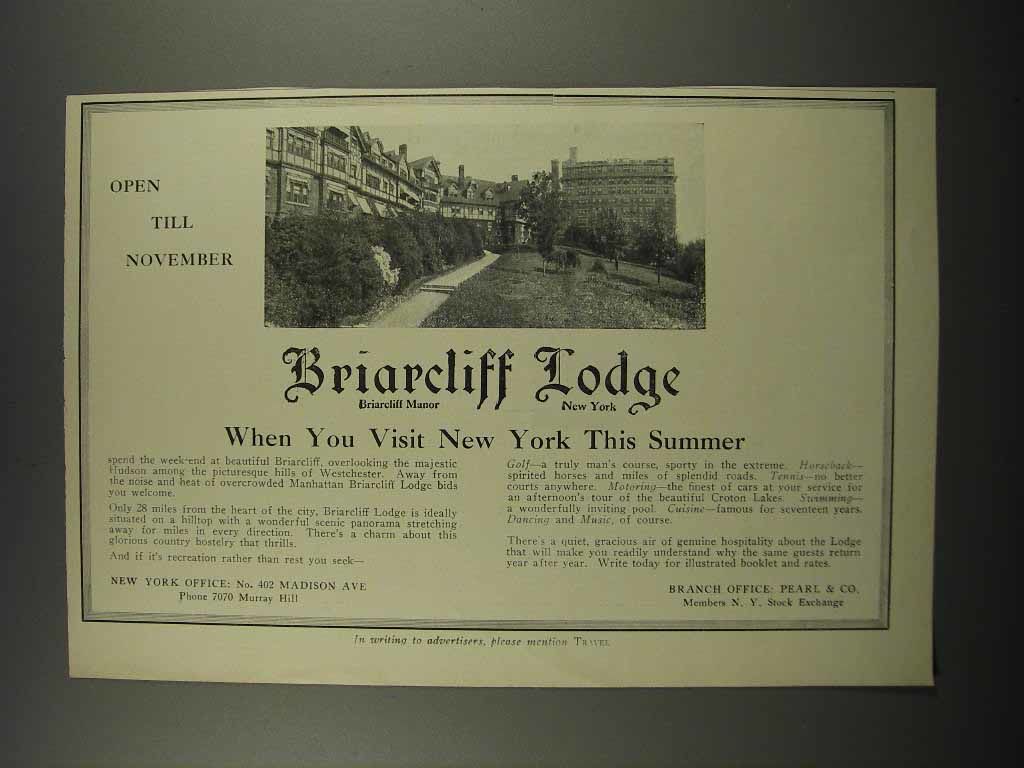 OPEN
TILL
NOVEMBER
Briarcliff Lodge
Briarcliff Manor New York
When You Visit New York This Summer
spend the week-end at beautiful Briarcliff, overlooking the majestic
Hudson among the picturesque hills of Westchester. Away from
the noise and heat of overcrowded Manhattan Briarcliff Lodge bids
you welcome.
Only 28 miles from the heart of the city, Briarcliff Lodge is ideally
situated on a hilltop with a wonderful scenic panorama stretching
away for miles in every direction. There's a charm about this
glorious country hostelry that thrills.
And if it's recreation rather than rest you seek—
Golf—a truly man's course, sporty in the extreme. Horseback—
spirited horses and miles of splendid roads. Tennis—no better
courts anywhere. Motoring—the finest of cars at your service for
an afternoon's tour of the beautiful Croton Lakes. Swimming—
a wonderfully inviting pool. Cuisine—famous for seventeen years.
Dancing and Music, of course.
There's a quiet, gracious air of genuine hospitality about the Lodge
that will make you readily understand why the same guests return
year after year. Write today for illustrated booklet and rates.
NEW YORK OFFICE: No. 402 MADISON AVE
Phone 7070 Murray Hill
BRANCH OFFICE: PEARL & CO.
Members N. Y. Stock Exchange
In writing to advertisers, please mention TRAVEL